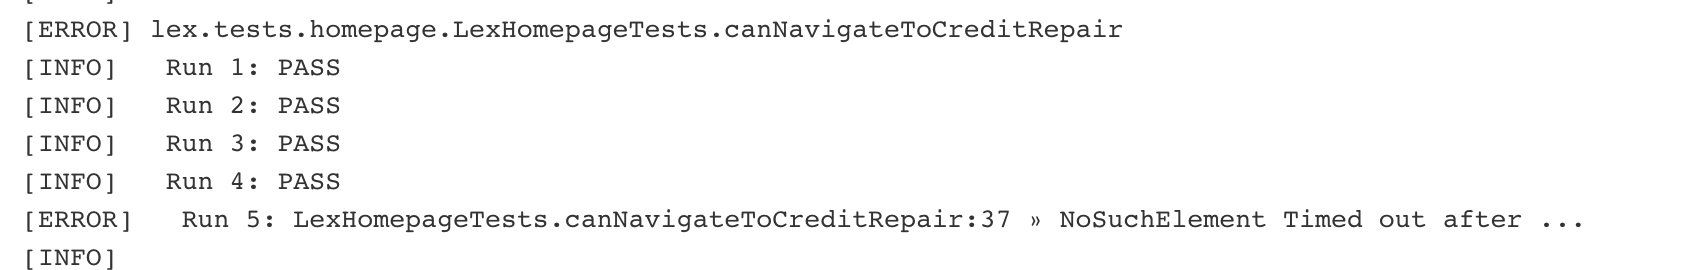 [ERROR] lex.tests.homepage.LexHomepageTests.canNavigateToCreditRepair
[INFO]   Run 1: PASS
[INFO]   Run 2: PASS
[INFO]   Run 3: PASS
[INFO]   Run 4: PASS
[ERROR]   Run 5: LexHomepageTests.canNavigateToCreditRepair:37 » NoSuchElement Timed out after ...
[INFO]